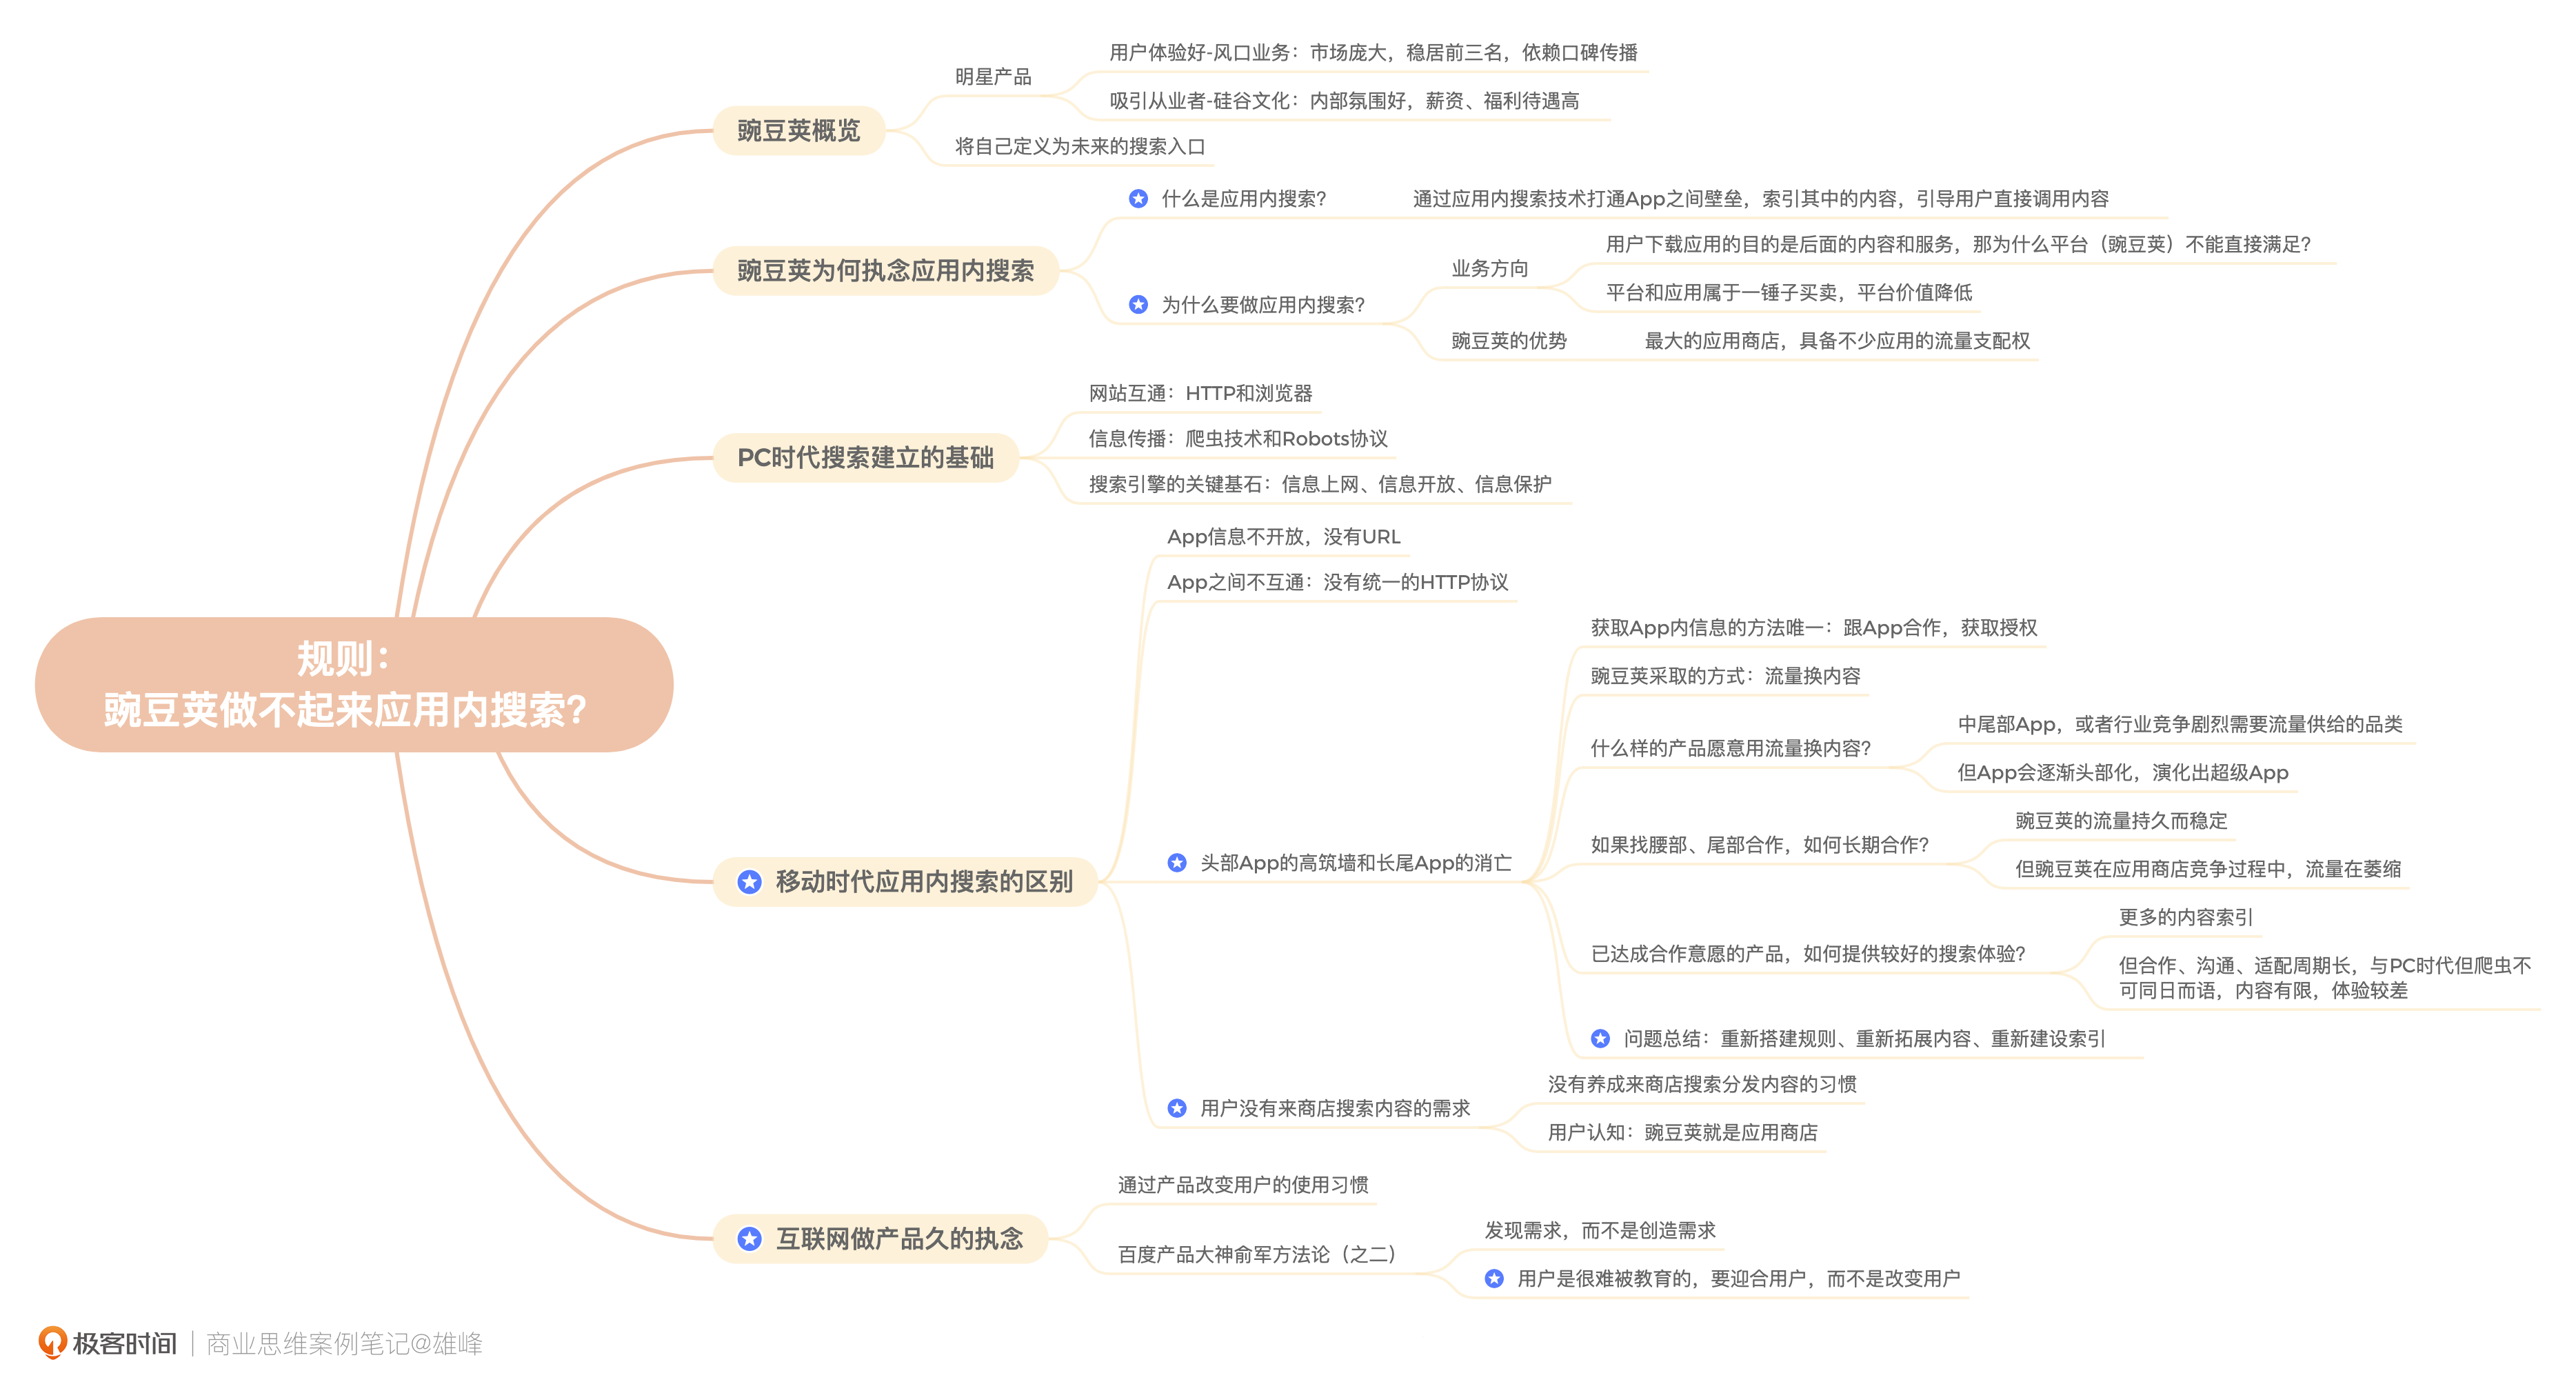 规则：
豌豆荚做不起来应用内搜索？
豌豆荚概览
明星产品
用户体验好-风口业务：市场庞大，稳居前三名，依赖口碑传播
吸引从业者-硅谷文化：内部氛围好，薪资、福利待遇高
将自己定义为未来的搜索入口
豌豆荚为何执念应用内搜索
什么是应用内搜索？
通过应用内搜索技术打通App之间壁垒，索引其中的内容，引导用户直接调用内容
为什么要做应用内搜索？
业务方向
用户下载应用的目的是后面的内容和服务，那为什么平台（豌豆荚）不能直接满足？
平台和应用属于一锤子买卖，平台价值降低
豌豆荚的优势
最大的应用商店，具备不少应用的流量支配权
PC时代搜索建立的基础
网站互通：HTTP和浏览器
信息传播：爬虫技术和Robots协议
搜索引擎的关键基石：信息上网、信息开放、信息保护
移动时代应用内搜索的区别
App信息不开放，没有URL
App之间不互通：没有统一的HTTP协议
头部App的高筑墙和长尾App的消亡
获取App内信息的方法唯一：跟App合作，获取授权
豌豆荚采取的方式：流量换内容
什么样的产品愿意用流量换内容？
中尾部App，或者行业竞争剧烈需要流量供给的品类
但App会逐渐头部化，演化出超级App
如果找腰部、尾部合作，如何长期合作？
豌豆荚的流量持久而稳定
但豌豆荚在应用商店竞争过程中，流量在萎缩
已达成合作意愿的产品，如何提供较好的搜索体验？
更多的内容索引
但合作、沟通、适配周期长，与PC时代但爬虫不
可同日而语，内容有限，体验较差
问题总结：重新搭建规则、重新拓展内容、重新建设索引
用户没有来商店搜索内容的需求
没有养成来商店搜索分发内容的习惯
用户认知：豌豆荚就是应用商店
互联网做产品久的执念
通过产品改变用户的使用习惯
百度产品大神俞军方法论（之二）
发现需求，而不是创造需求
用户是很难被教育的，要迎合用户，而不是改变用户
极客时间 | 商业思维案例笔记@雄峰